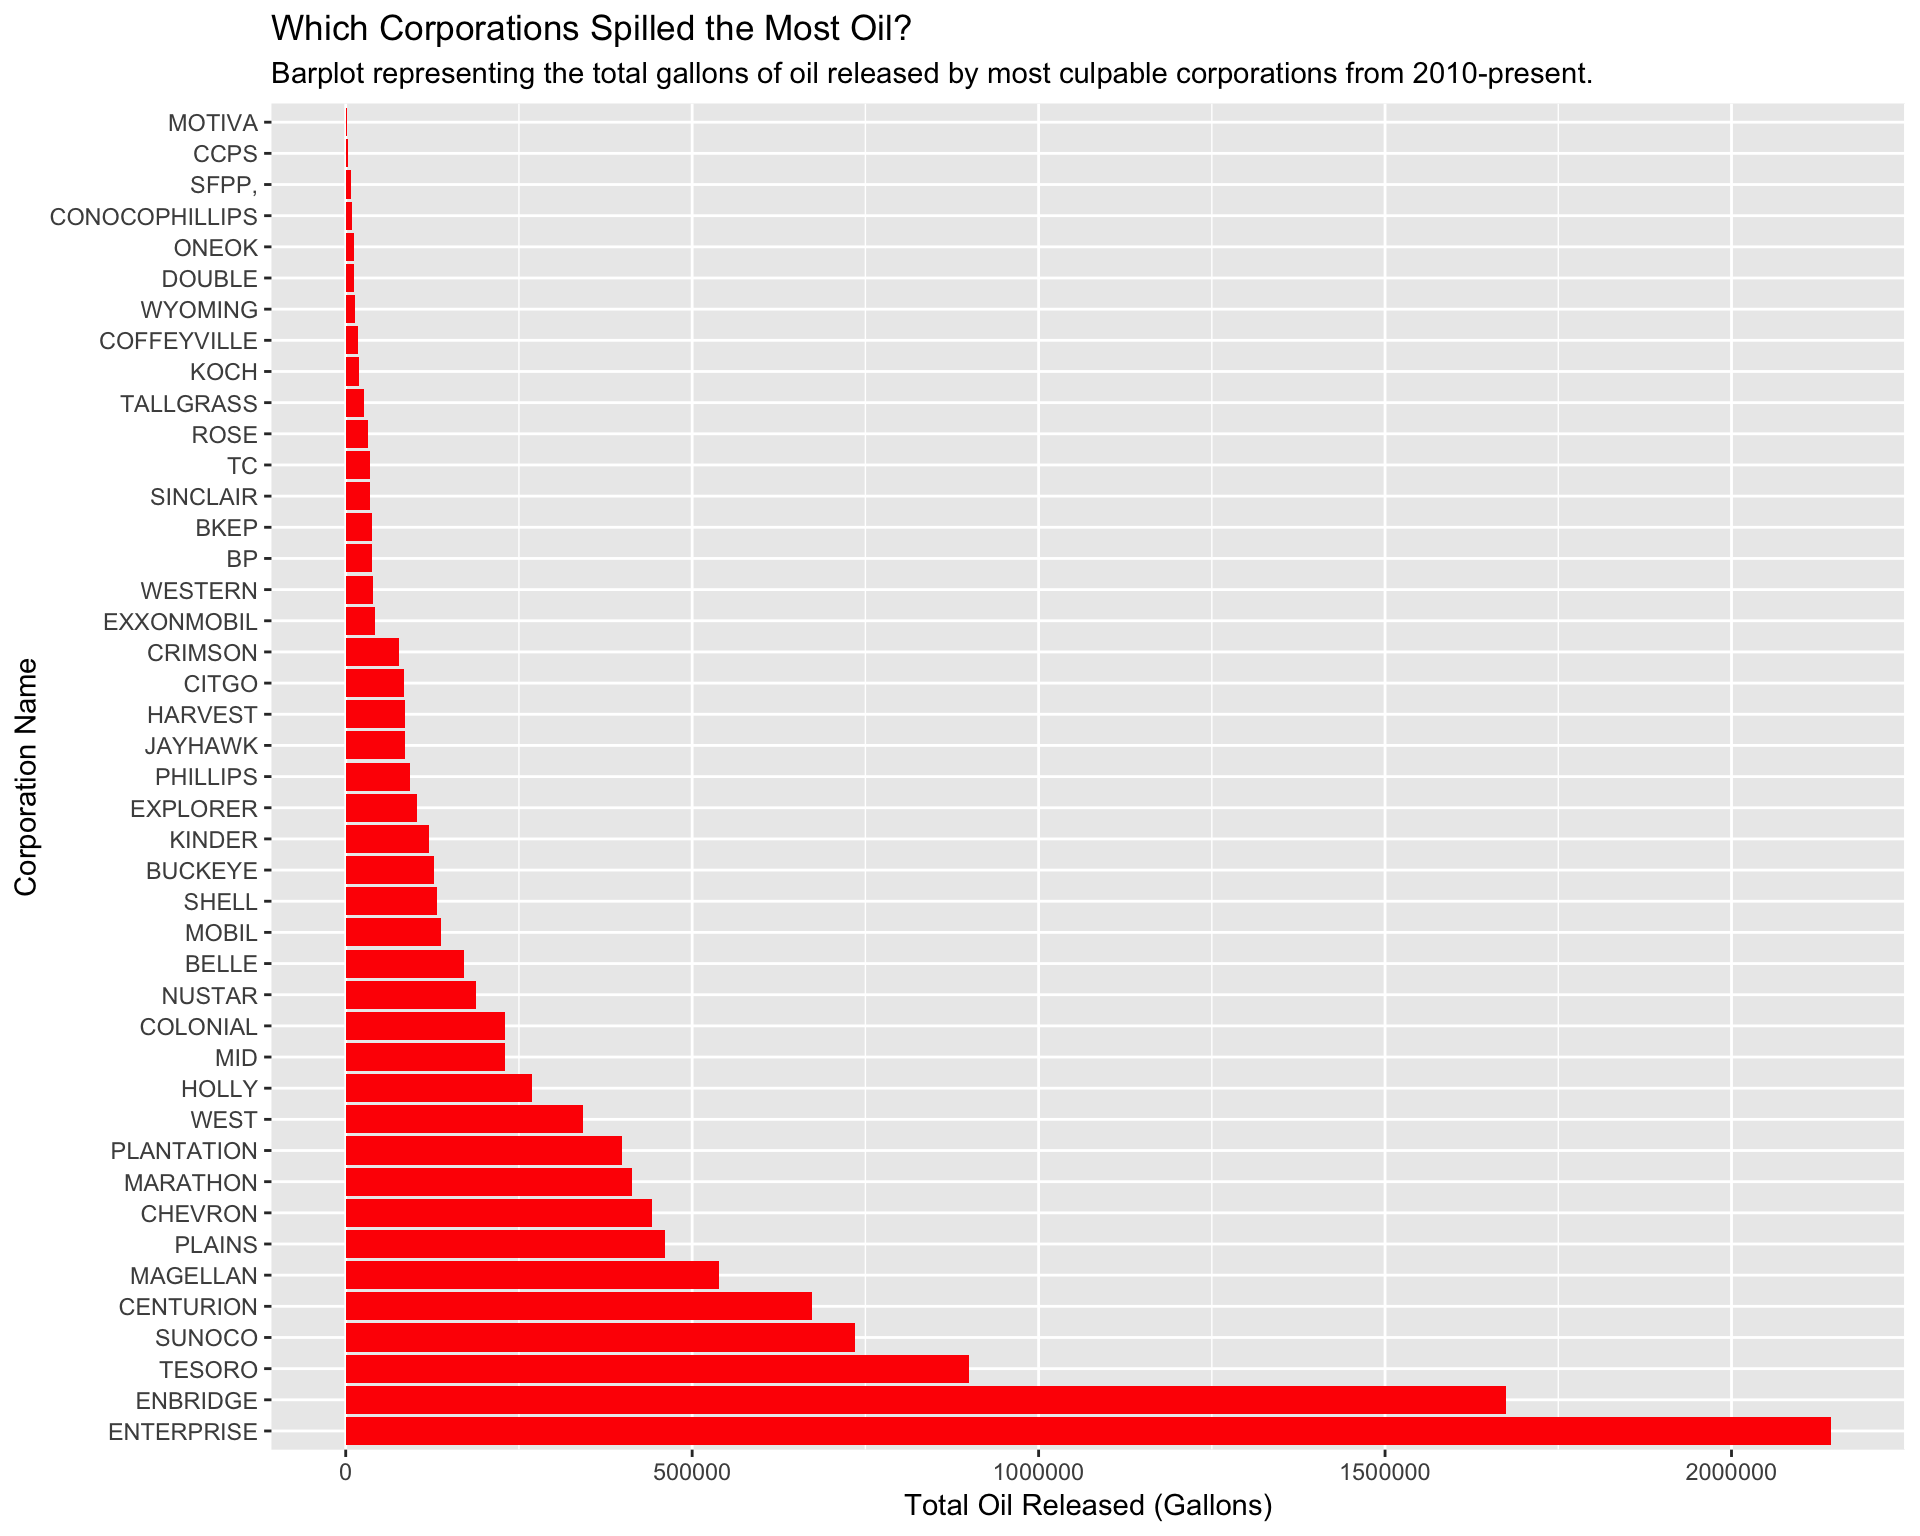 Which Corporations Spilled the Most Oil?
Barplot representing the total gallons of oil released by most culpable corporations from 2010-present.
MOTIVA
CCPS
SFPP,
CONOCOPHILLIPS
ONEOK
DOUBLE
WYOMING
COFFEYVILLE
KOCH
TALLGRASS
ROSE
TC
SINCLAIR
BKEP
BP
WESTERN
EXXONMOBIL
CRIMSON
CITGO
HARVEST
JAYHAWK
PHILLIPS
EXPLORER
KINDER
BUCKEYE
SHELL
MOBIL
BELLE
NUSTAR
COLONIAL
MID
HOLLY
WEST
PLANTATION
MARATHON
CHEVRON
PLAINS
MAGELLAN
CENTURION
SUNOCO
TESORO
ENBRIDGE
ENTERPRISE
Corporation Name
0 500000 1000000 1500000 2000000
Total Oil Released (Gallons)